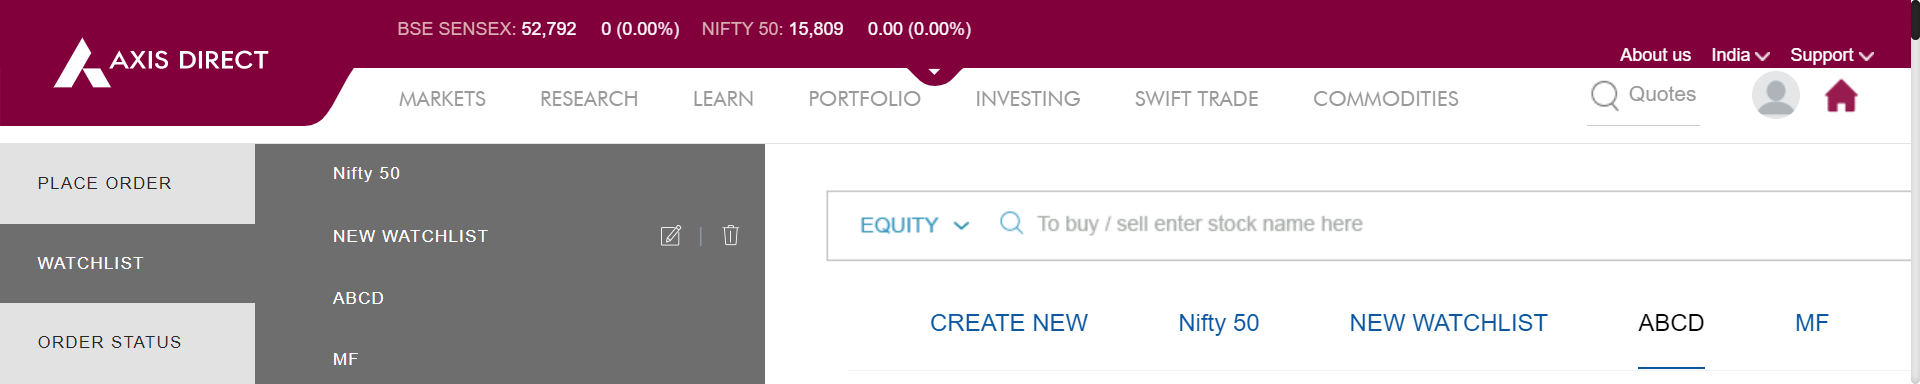 BSE SENSEX: 52,792 0 (0.00%) NIFTY 50: 15,809 0.00 (0.00%)
AXIS DIRECT
About us India Support
MARKETS RESEARCH LEARN PORTFOLIO INVESTING SWIFT TRADE COMMODITIES Quotes
PLACE ORDER
WATCHLIST
ORDER STATUS
Nifty 50
NEW WATCHLIST
ABCD
MF
EQUITY To buy / sell enter stock name here
CREATE NEW Nifty 50 NEW WATCHLIST ABCD MF